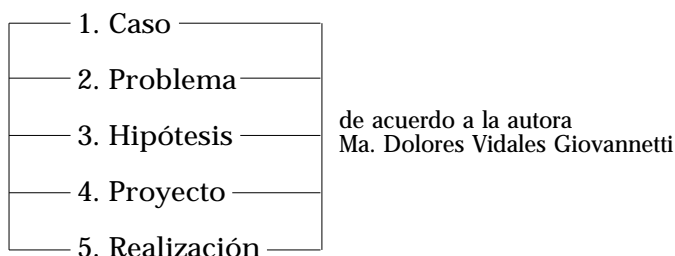 1. Caso
2. Problema
3. Hipótesis
4. Proyecto
5. Realización
de acuerdo a la autora
Ma. Dolores Vidales Giovannetti